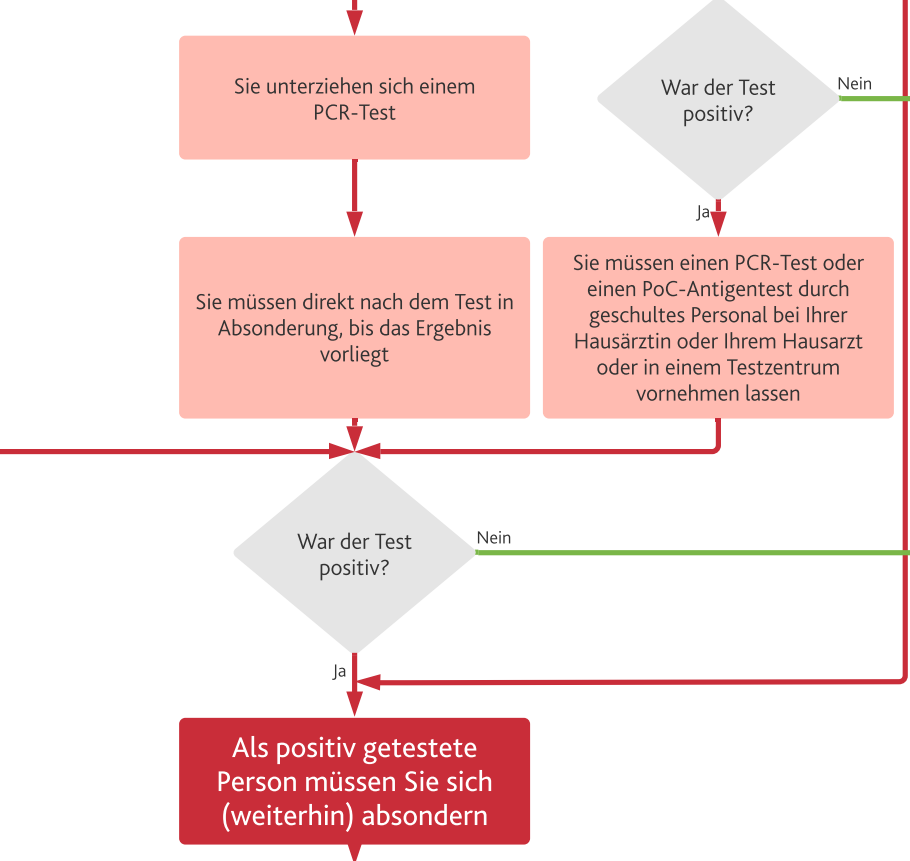 Sie unterziehen sich einem
PCR-Test
War der Test
positiv?
Nein
Ja
Sie müssen direkt nach dem Test in
Absonderung, bis das Ergebnis
vorliegt
Sie müssen einen PCR-Test oder
einen PoC-Antigentest durch
geschultes Personal bei Ihrer
Hausärztin oder Ihrem Hausarzt
oder in einem Testzentrum
vornehmen lassen
War der Test
positiv?
Nein
Ja
Als positiv getestete
Person müssen Sie sich
(weiterhin) absondern